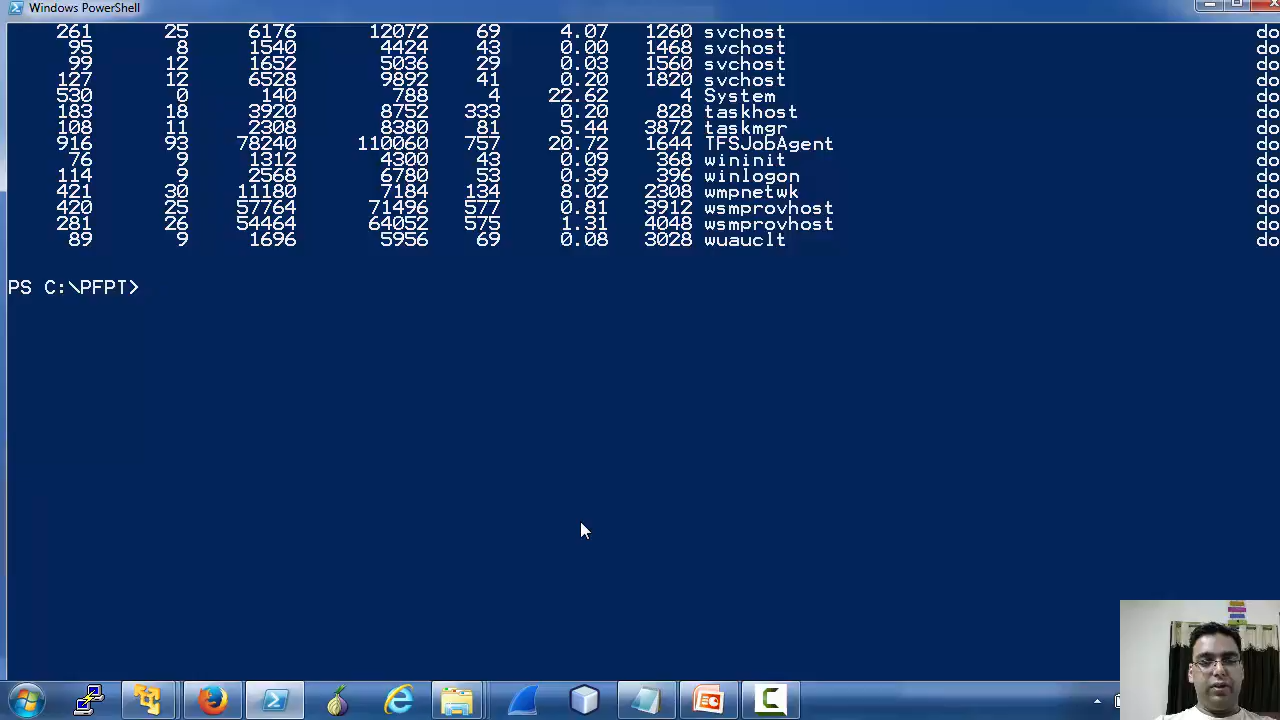 Windows PowerShell
261 25 6176 12072 69 4.07 1260 svchost do
95 8 1540 4424 43 0.00 1468 svchost do
99 12 1652 5036 29 0.03 1560 svchost do
127 12 6528 9892 41 0.20 1820 svchost do
530 0 140 788 4 22.62 4 System do
183 18 3920 8752 333 0.20 828 taskhost do
108 11 2308 8380 81 5.44 3872 taskmgr do
916 93 78240 110060 757 20.72 1644 TFSJobAgent do
76 9 1312 4300 43 0.09 368 wininit do
114 9 2568 6780 53 0.39 396 winlogon do
421 30 11180 7184 134 8.02 2308 wmpnetwk do
420 25 57764 71496 577 0.81 3912 wsmprovhost do
281 26 54464 64052 575 1.31 4048 wsmprovhost do
89 9 1696 5956 69 0.08 3028 wuauclt do
PS C:\PFPT>